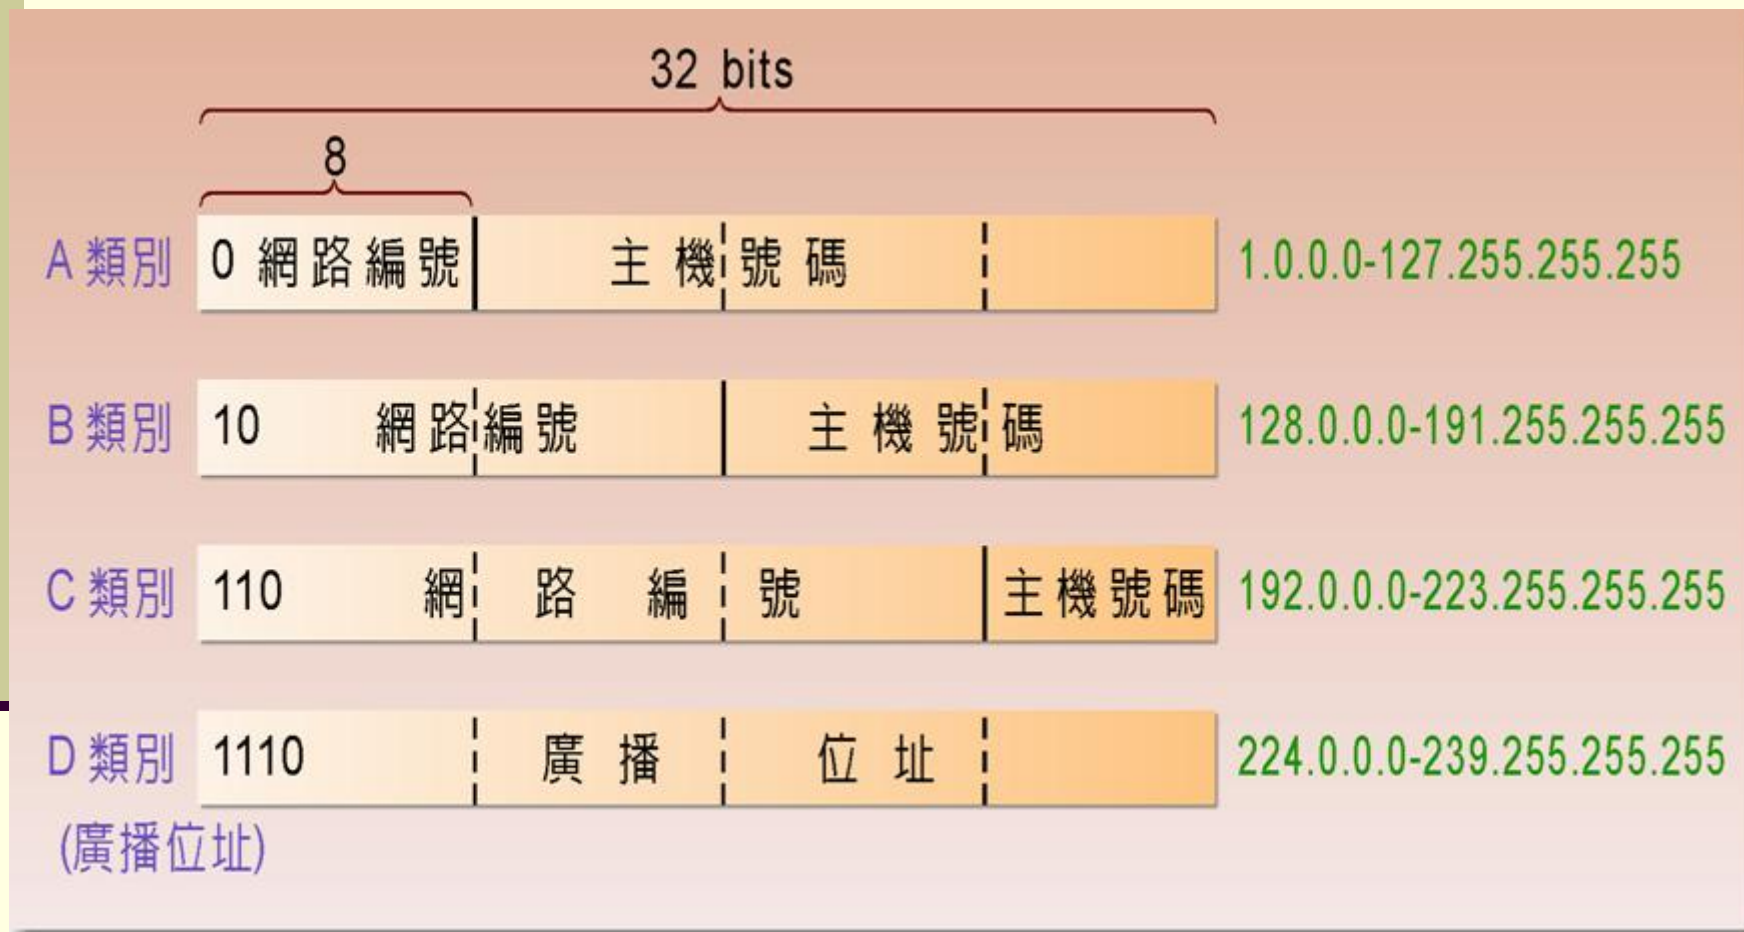 32 bits
8
A 類別 0 網路編號 主機號碼 1.0.0.0-127.255.255.255
B 類別 10 網路編號 主機號碼 128.0.0.0-191.255.255.255
C 類別 110 網路編號 主機號碼 192.0.0.0-223.255.255.255
D 類別 1110 廣播位址 224.0.0.0-239.255.255.255
(廣播位址)